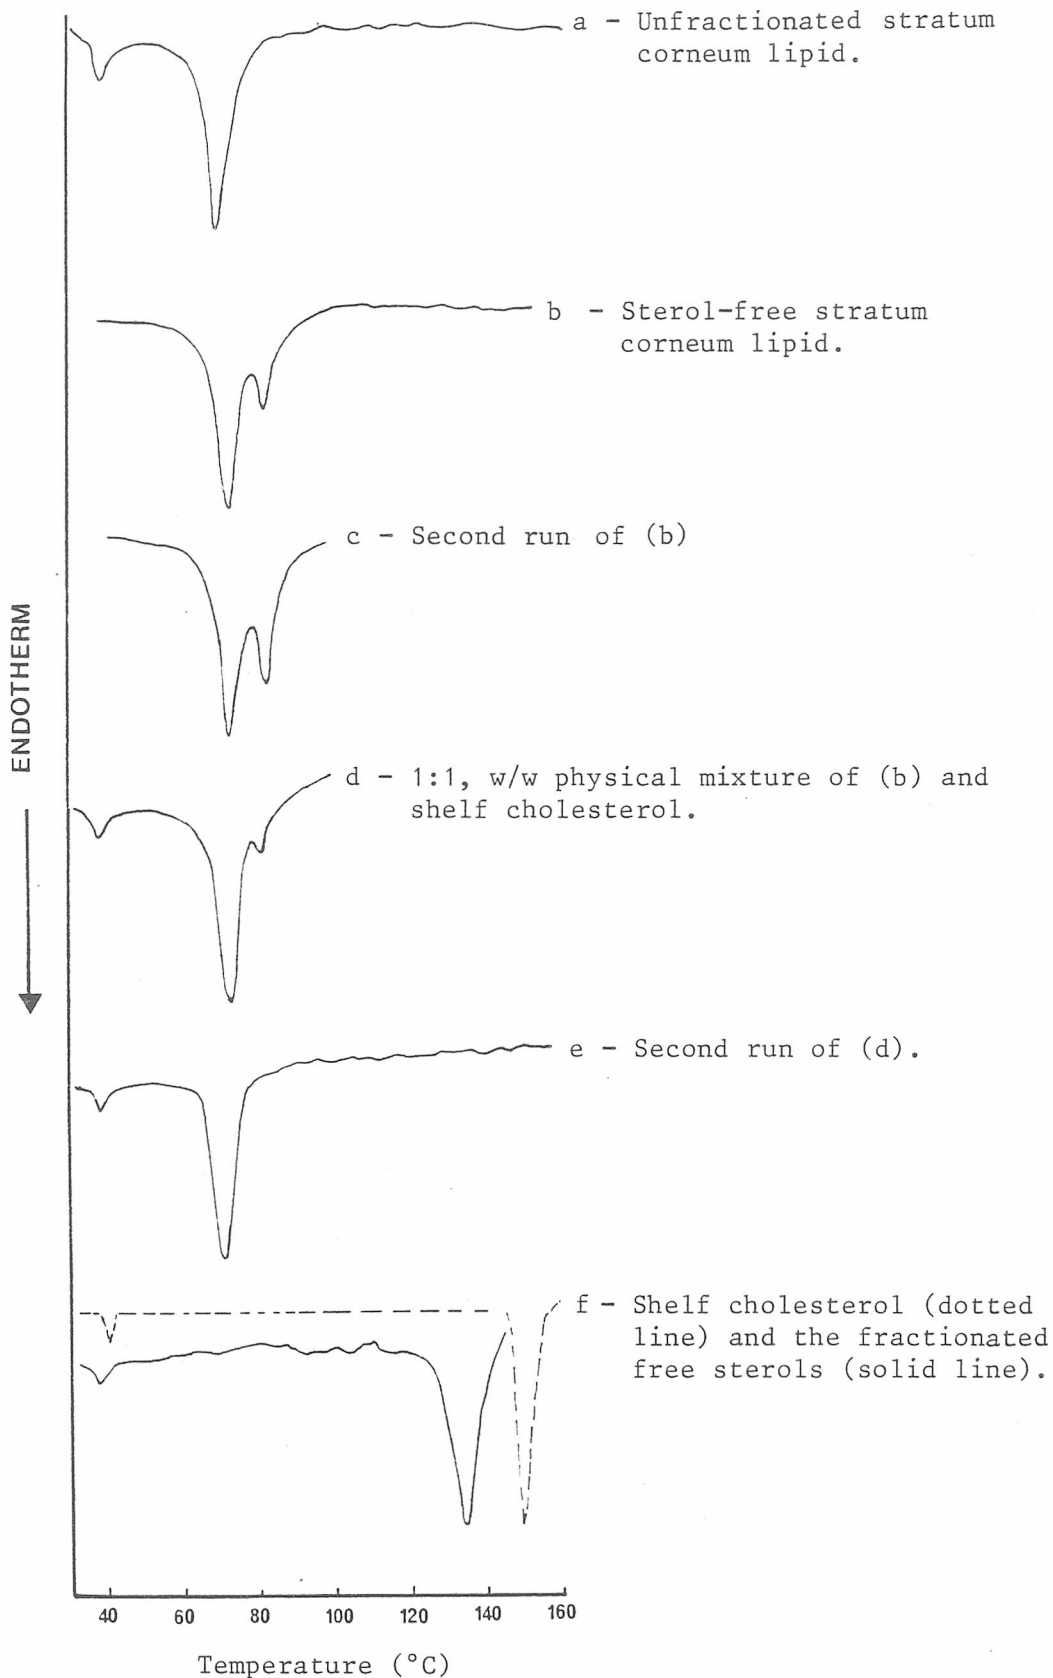 a - Unfractionated stratum
corneum lipid.
b - Sterol-free stratum
corneum lipid.
c - Second run of (b)
ENDOTHERM
d - 1:1, w/w physical mixture of (b) and
shelf cholesterol.
e - Second run of (d).
f - Shelf cholesterol (dotted
line) and the fractionated
free sterols (solid line).
40 60 80 100 120 140 160
Temperature (°C)